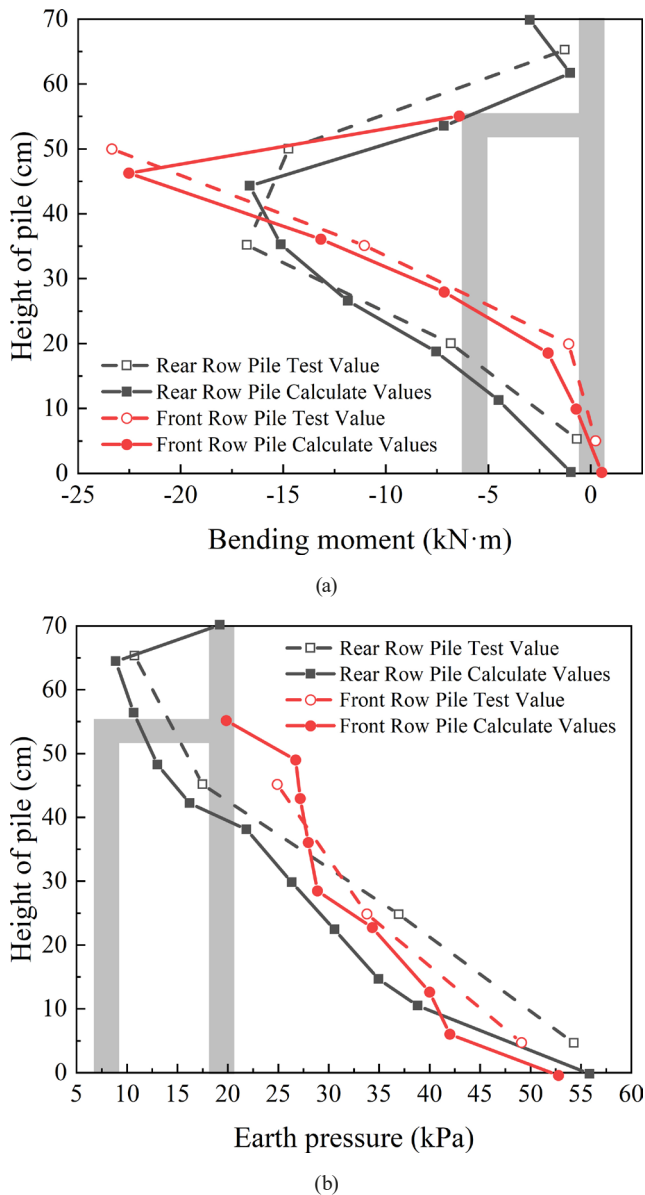 70
60
50
40
30
20
10
0
Height of pile (cm)
Rear Row Pile Test Value
Rear Row Pile Calculate Values
Front Row Pile Test Value
Front Row Pile Calculate Values
-25 -20 -15 -10 -5 0
Bending moment (kN·m)
(a)
70
60
50
40
30
20
10
0
Height of pile (cm)
Rear Row Pile Test Value
Rear Row Pile Calculate Values
Front Row Pile Test Value
Front Row Pile Calculate Values
5 10 15 20 25 30 35 40 45 50 55 60
Earth pressure (kPa)
(b)